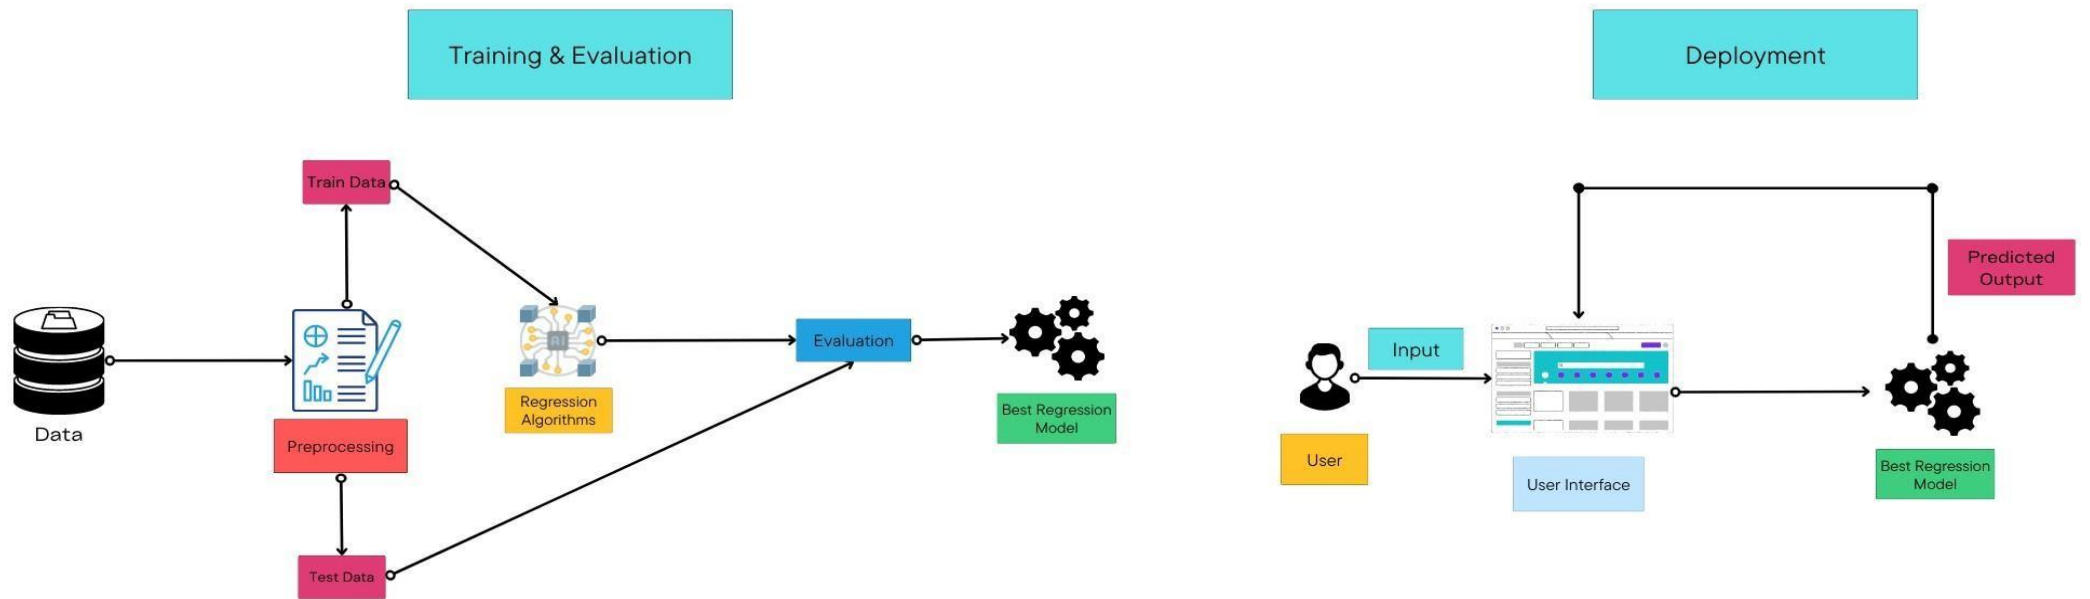 Training & Evaluation
Deployment
Train Data
Data
Preprocessing
Test Data
AI
Regression
Algorithms
Evaluation
Best Regression
Model
User
Input
User Interface
Predicted
Output
Best Regression
Model